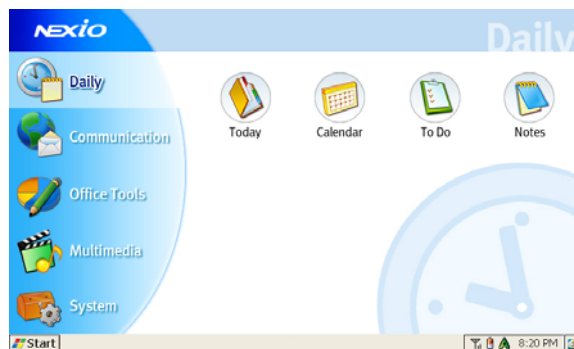 NEXIO
Daily
Daily
Today
Calendar
To Do
Notes
Communication
Office Tools
Multimedia
System
Start
8:20 PM